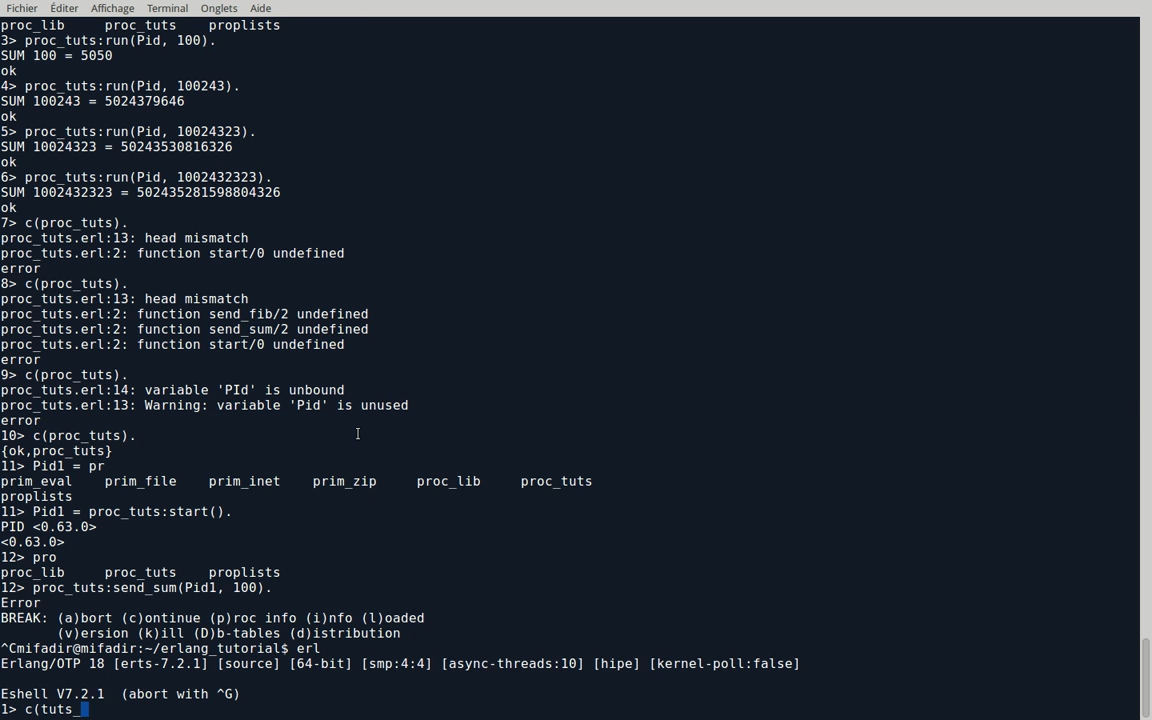 Fichier Éditer Affichage Terminal Onglets Aide
proc_lib proc_tuts proplists
3> proc_tuts:run(Pid, 100).
SUM 100 = 5050
ok
4> proc_tuts:run(Pid, 100243).
SUM 100243 = 5024379646
ok
5> proc_tuts:run(Pid, 10024323).
SUM 10024323 = 50243530816326
ok
6> proc_tuts:run(Pid, 1002432323).
SUM 1002432323 = 502435281598804326
ok
7> c(proc_tuts).
proc_tuts.erl:13: head mismatch
proc_tuts.erl:2: function start/0 undefined
error
8> c(proc_tuts).
proc_tuts.erl:13: head mismatch
proc_tuts.erl:2: function send_fib/2 undefined
proc_tuts.erl:2: function send_sum/2 undefined
proc_tuts.erl:2: function start/0 undefined
error
9> c(proc_tuts).
proc_tuts.erl:14: variable 'PId' is unbound
proc_tuts.erl:13: Warning: variable 'Pid' is unused
error
10> c(proc_tuts).
{ok,proc_tuts}
11> Pid1 = pr
prim_eval prim_file prim_inet prim_zip proc_lib proc_tuts
proplists
11> Pid1 = proc_tuts:start().
PID <0.63.0>
<0.63.0>
12> pro
proc_lib proc_tuts proplists
12> proc_tuts:send_sum(Pid1, 100).
Error
BREAK: (a)bort (c)ontinue (p)roc info (i)nfo (l)oaded
(v)ersion (k)ill (D)b-tables (d)istribution
^Cmifadir@mifadir:~/erlang_tutorial$ erl
Erlang/OTP 18 [erts-7.2.1] [source] [64-bit] [smp:4:4] [async-threads:10] [hipe] [kernel-poll:false]
Eshell V7.2.1 (abort with ^G)
1> c(tuts_